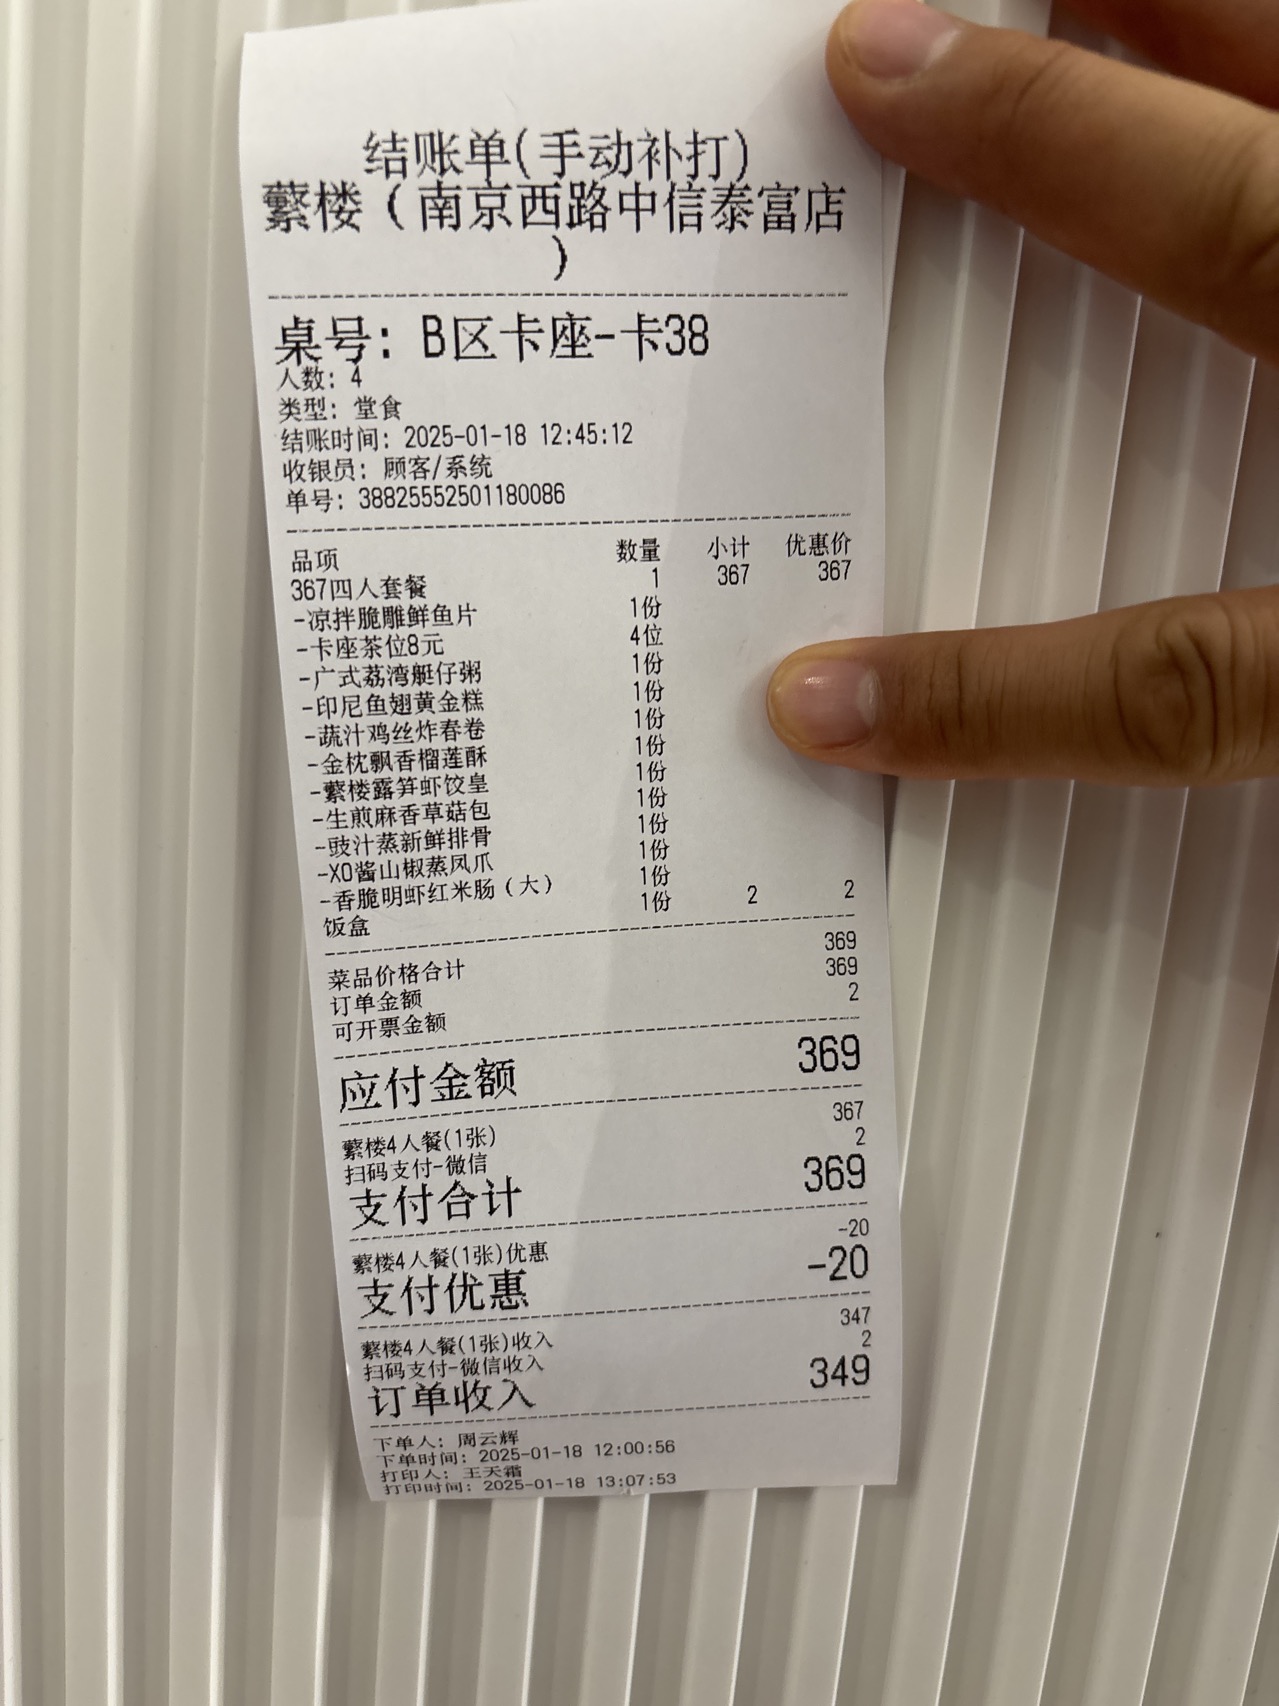 结账单(手动补打)
蘩楼（南京西路中信泰富店
）
桌号: B区卡座-卡38
人数: 4
类型: 堂食
结账时间: 2025-01-18 12:45:12
收银员: 顾客/系统
单号: 38825552501180086
品项 数量 小计 优惠价
367四人套餐 1 367 367
-凉拌脆雕鲜鱼片 1份
-卡座茶位8元 4位
-广式荔湾艇仔粥 1份
-印尼鱼翅黄金糕 1份
-蔬汁鸡丝炸春卷 1份
-金枕飘香榴莲酥 1份
-蘩楼露笋虾饺皇 1份
-生煎麻香草菇包 1份
-豉汁蒸新鲜排骨 1份
-XO酱山椒蒸凤爪 1份
-香脆明虾红米肠（大） 1份
饭盒 1份 2 2
菜品价格合计 369
订单金额 369
可开票金额 2
应付金额 369
蘩楼4人餐(1张) 367
扫码支付-微信 2
支付合计 369
蘩楼4人餐(1张)优惠 -20
支付优惠 -20
蘩楼4人餐(1张)收入 347
扫码支付-微信收入 2
订单收入 349
下单人: 周云辉
下单时间: 2025-01-18 12:00:56
打印人: 王天霜
打印时间: 2025-01-18 13:07:53